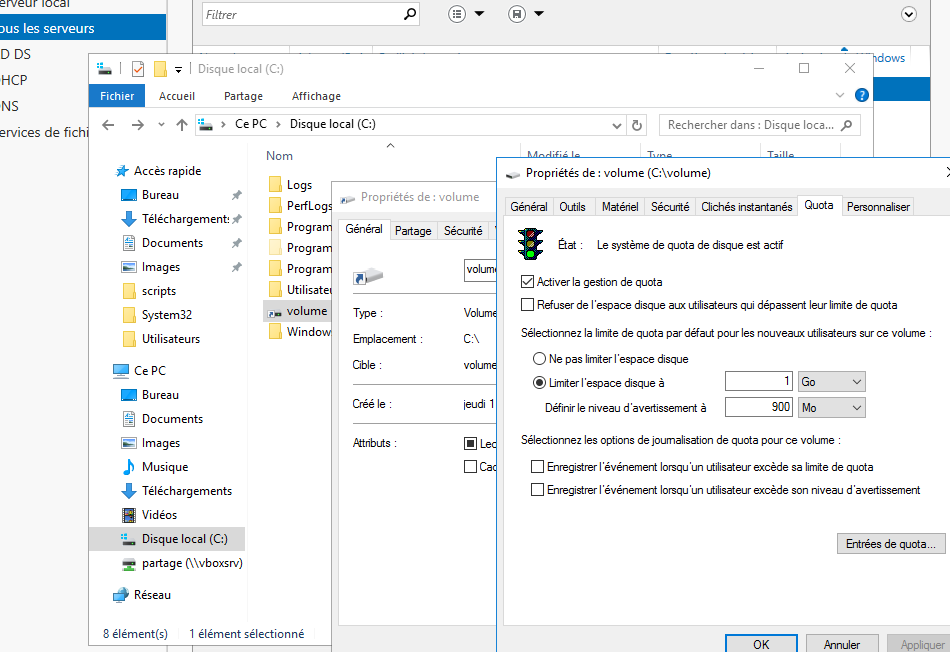 erveur local
ous les serveurs
D DS
HCP
NS
ervices de fichi
Filtrer
ndows
Disque local (C:)
Fichier
Accueil
Partage
Affichage
Ce PC > Disque local (C:)
Rechercher dans : Disque loca...
Accès rapide
Bureau
Téléchargement:
Documents
Images
scripts
System32
Utilisateurs
Ce PC
Bureau
Documents
Images
Musique
Téléchargements
Vidéos
Disque local (C:)
partage (\\vboxsrv)
Réseau
8 élément(s)
1 élément sélectionné
Nom
Modifié le
Type
Taille
Logs
PerfLogs
Program
Program
Program
Utilisateu
volume
Window
Propriétés de : volume
Général
Partage
Sécurité
volume
Type :
Volume
Emplacement :
C:\
Cible :
volume
Créé le :
jeudi 1
Attributs :
Lec
Cac
Propriétés de : volume (C:\volume)
Général
Outils
Matériel
Sécurité
Clichés instantanés
Quota
Personnaliser
État :
Le système de quota de disque est actif
Activer la gestion de quota
Refuser de l'espace disque aux utilisateurs qui dépassent leur limite de quota
Sélectionnez la limite de quota par défaut pour les nouveaux utilisateurs sur ce volume :
Ne pas limiter l'espace disque
Limiter l'espace disque à
1
Go
Définir le niveau d'avertissement à
900
Mo
Sélectionnez les options de journalisation de quota pour ce volume :
Enregistrer l'événement lorsqu'un utilisateur excède sa limite de quota
Enregistrer l'événement lorsqu'un utilisateur excède son niveau d'avertissement
Entrées de quota...
OK
Annuler
Appliquer